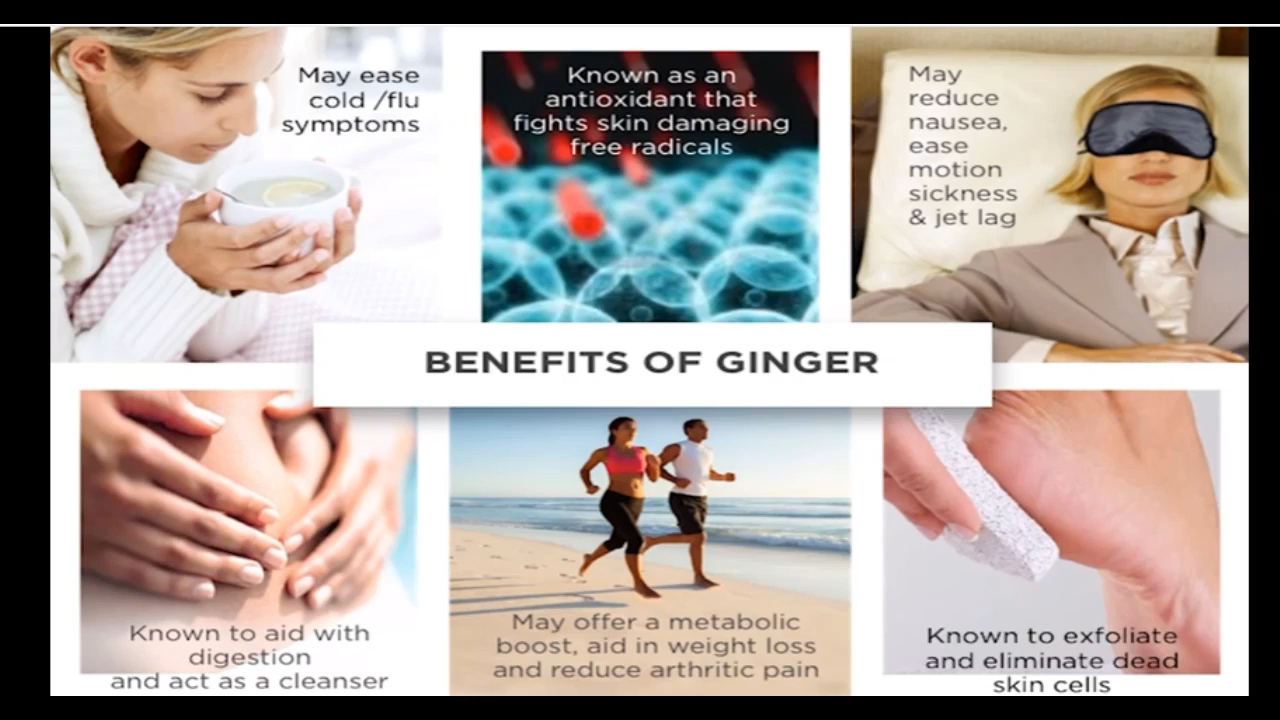 May ease
cold /flu
symptoms
Known as an
antioxidant that
fights skin damaging
free radicals
May
reduce
nausea,
ease
motion
sickness
& jet lag
BENEFITS OF GINGER
Known to aid with
digestion
and act as a cleanser
May offer a metabolic
boost, aid in weight loss
and reduce arthritic pain
Known to exfoliate
and eliminate dead
skin cells